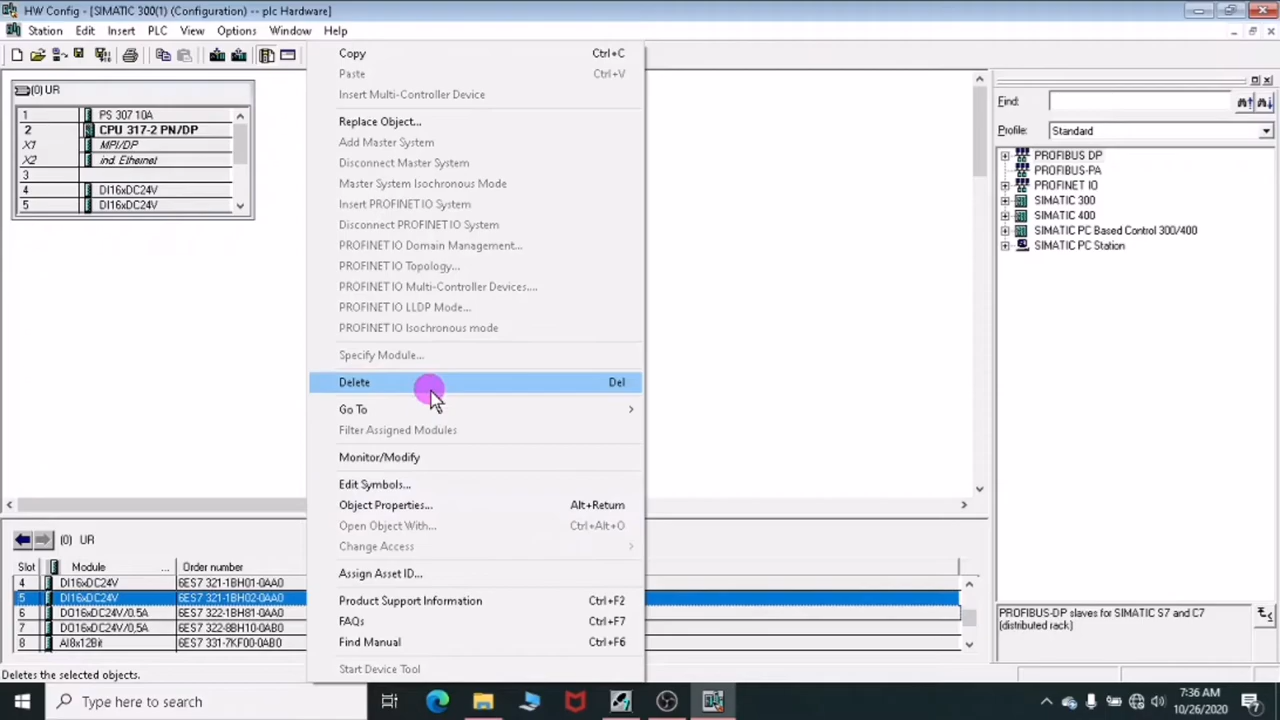 HW Config - [SIMATIC 300(1) (Configuration) -- plc Hardware]
Station Edit Insert PLC View Options Window Help
(0) UR
1 PS 307 10A
2 CPU 317-2 PN/DP
X1 MPI/DP
X2 ind. Ethernet
3
4 DI16xDC24V
5 DI16xDC24V
Copy Ctrl+C
Paste Ctrl+V
Insert Multi-Controller Device
Replace Object...
Add Master System
Disconnect Master System
Master System Isochronous Mode
Insert PROFINET IO System
Disconnect PROFINET IO System
PROFINET IO Domain Management...
PROFINET IO Topology...
PROFINET IO Multi-Controller Devices....
PROFINET IO LLDP Mode...
PROFINET IO Isochronous mode
Specify Module...
Delete Del
Go To
Filter Assigned Modules
Monitor/Modify
Edit Symbols...
Object Properties... Alt+Return
Open Object With... Ctrl+Alt+O
Change Access
Assign Asset ID...
Product Support Information Ctrl+F2
FAQs Ctrl+F7
Find Manual Ctrl+F6
Start Device Tool
Find:
Profile: Standard
PROFIBUS DP
PROFIBUS-PA
PROFINET IO
SIMATIC 300
SIMATIC 400
SIMATIC PC Based Control 300/400
SIMATIC PC Station
PROFIBUS-DP slaves for SIMATIC S7 and C7
(distributed rack)
(0) UR
Slot Module ... Order number
4 DI16xDC24V 6ES7 321-1BH01-0AA0
5 DI16xDC24V 6ES7 321-1BH02-0AA0
6 DO16xDC24V/0.5A 6ES7 322-1BH81-0AA0
7 DO16xDC24V/0,5A 6ES7 322-8BH10-0AB0
8 AI8x12Bit 6ES7 331-7KF00-0AB0
Deletes the selected objects.
Type here to search
7:36 AM
10/26/2020
7